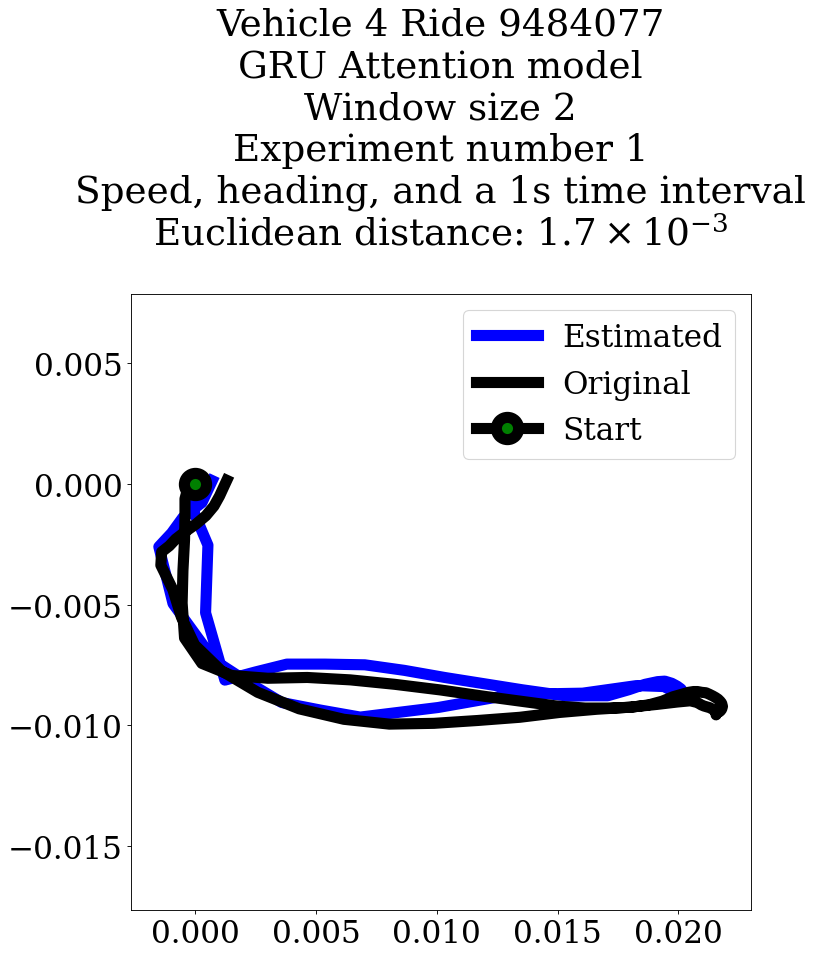 Vehicle 4 Ride 9484077
GRU Attention model
Window size 2
Experiment number 1
Speed, heading, and a 1s time interval
Euclidean distance: 1.7 × 10⁻³
Estimated
Original
Start
0.005
0.000
−0.005
−0.010
−0.015
0.000 0.005 0.010 0.015 0.020